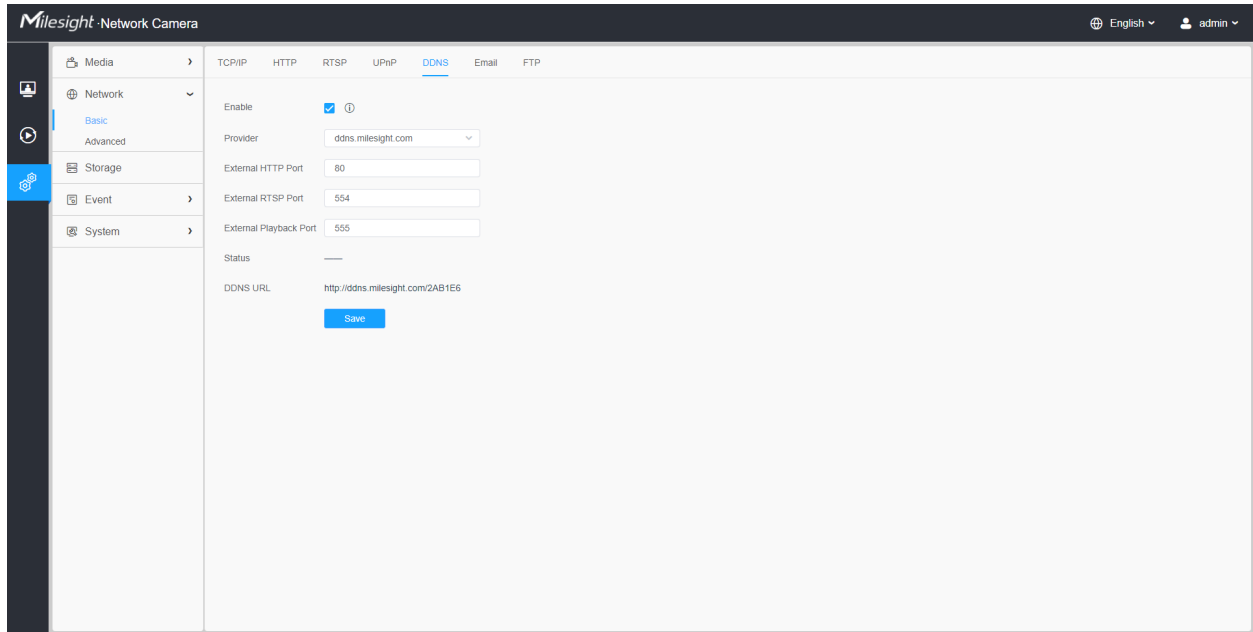 Milesight ·Network Camera
English
admin
Media
Network
Basic
Advanced
Storage
Event
System
TCP/IP HTTP RTSP UPnP DDNS Email FTP
Enable
Provider ddns.milesight.com
External HTTP Port 80
External RTSP Port 554
External Playback Port 555
Status ——
DDNS URL http://ddns.milesight.com/2AB1E6
Save